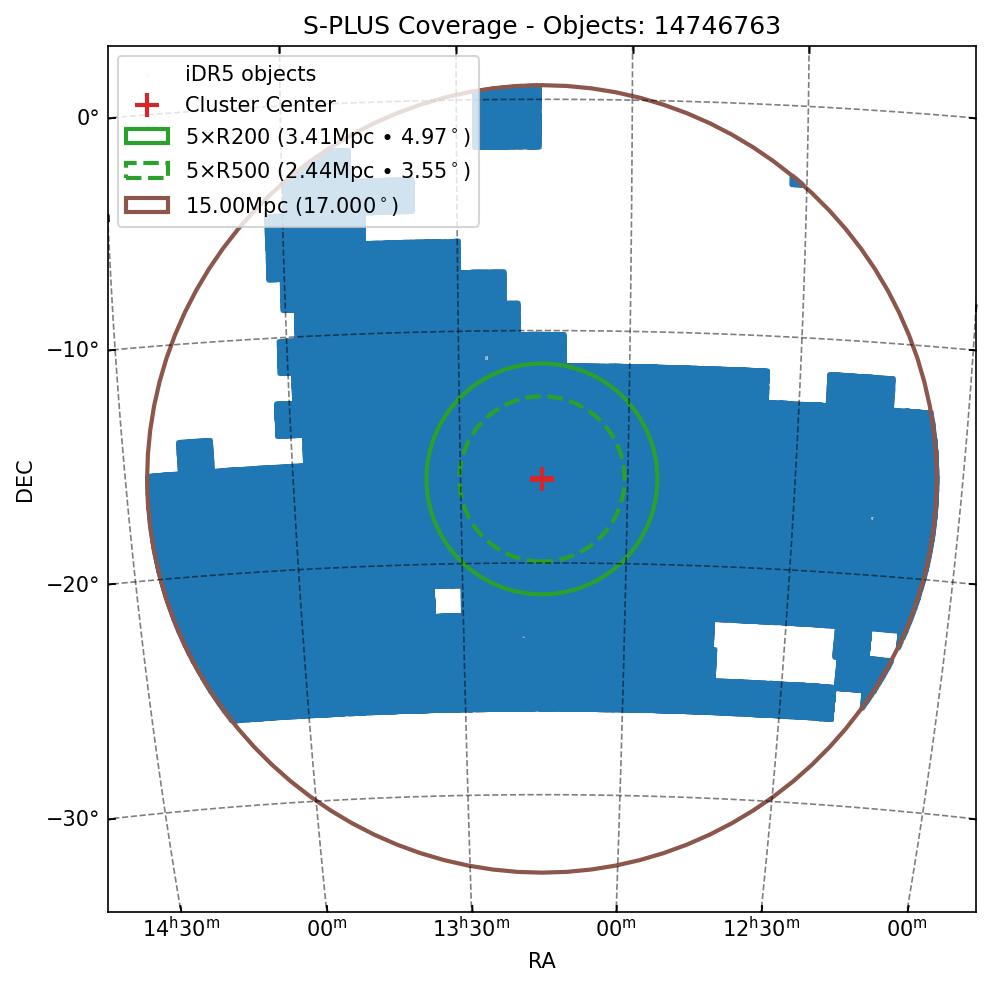 S-PLUS Coverage - Objects: 14746763
iDR5 objects
Cluster Center
5×R200 (3.41Mpc • 4.97°)
5×R500 (2.44Mpc • 3.55°)
15.00Mpc (17.000°)
0°
−10°
−20°
−30°
DEC
14h30m 00m 13h30m 00m 12h30m 00m
RA